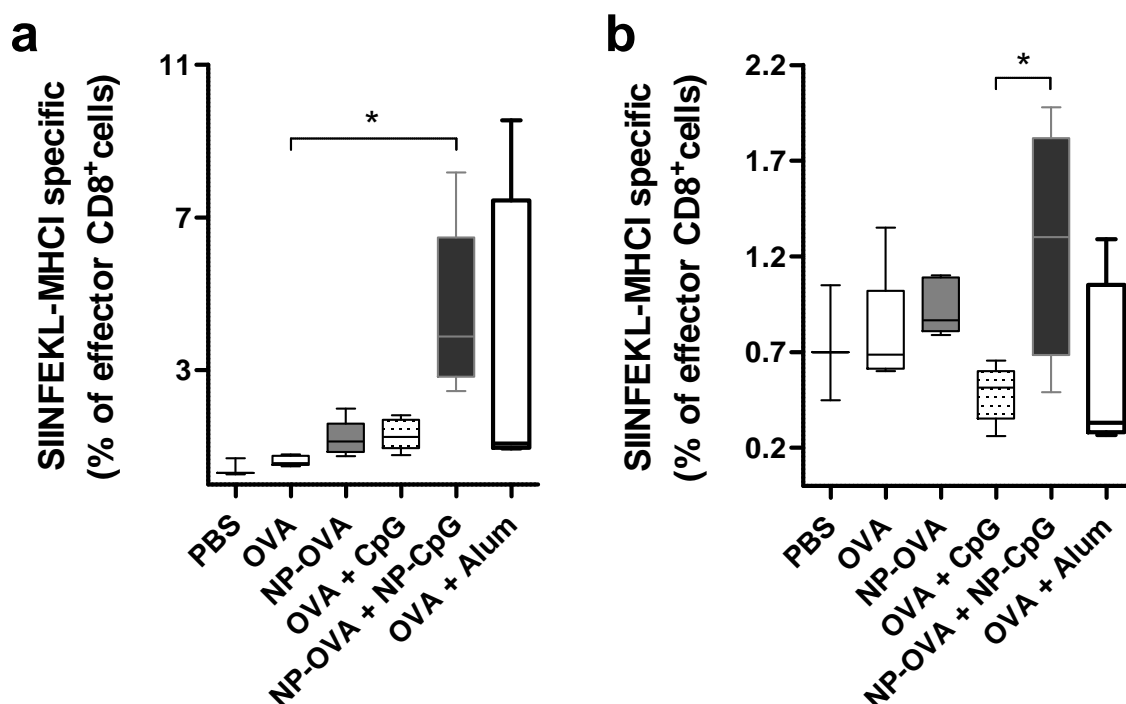 a
SIINFEKL-MHCI specific
(% of effector CD8+cells)
11
7
3
*
PBS
OVA
NP-OVA
OVA + CpG
NP-OVA + NP-CpG
OVA + Alum
b
SIINFEKL-MHCI specific
(% of effector CD8+cells)
2.2
1.7
1.2
0.7
0.2
*
PBS
OVA
NP-OVA
OVA + CpG
NP-OVA + NP-CpG
OVA + Alum